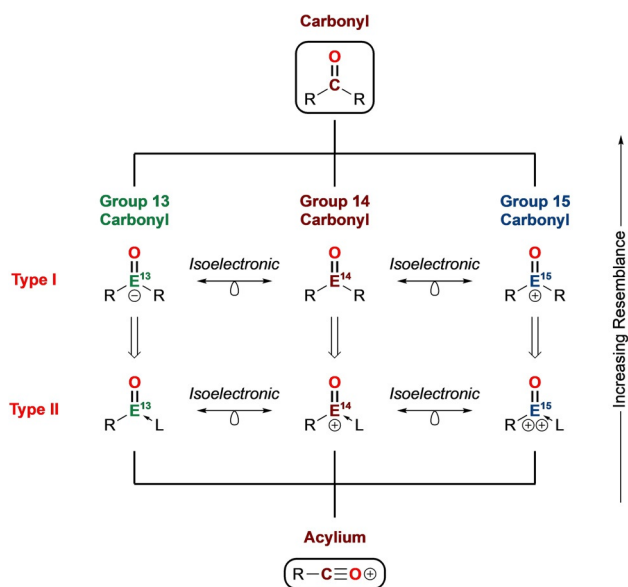 Carbonyl
O
C
R R
Group 13 Group 14 Group 15
Carbonyl Carbonyl Carbonyl
O O O
Type I E13 Isoelectronic E14 Isoelectronic E15
R ⊖ R R R R ⊕ R
O O O
Type II E13 Isoelectronic E14 Isoelectronic E15
R L R ⊕ L R ⊕⊕ L
Increasing Resemblance
Acylium
R–C≡O⊕